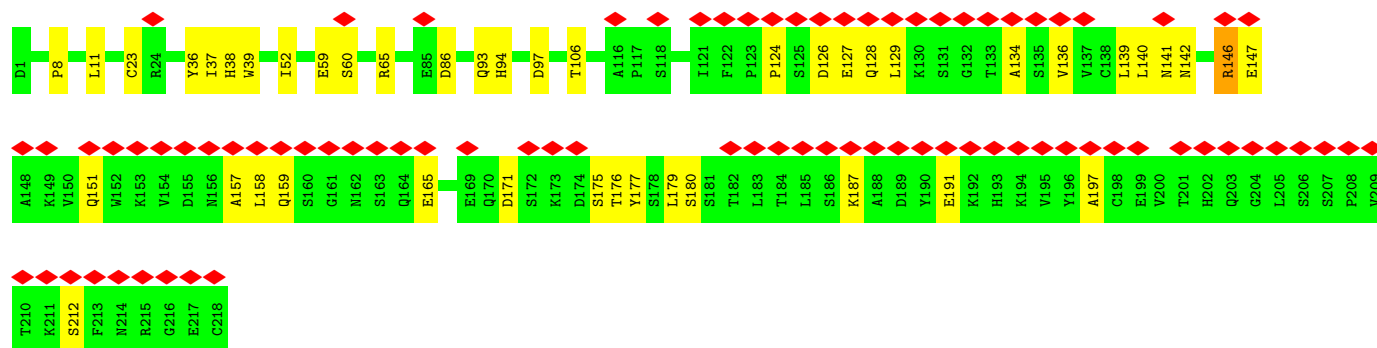 D1 P8 L11 C23 R24 Y36 I37 H38 W39 I52 E59 S60 R65 E85 D86 Q93 H94 D97 T106 A116 P117 S118 I121 F122 P123 P124 S125 D126 E127 Q128 L129 K130 S131 G132 T133 A134 S135 V136 V137 C138 L139 L140 N141 N142 R146 E147
A148 K149 V150 Q151 W152 K153 V154 D155 N156 A157 L158 Q159 S160 G161 N162 S163 Q164 E165 E169 Q170 D171 S172 K173 D174 S175 T176 Y177 S178 L179 S180 S181 T182 L183 T184 L185 S186 K187 A188 D189 Y190 E191 K192 H193 K194 V195 Y196 A197 C198 E199 V200 T201 H202 Q203 G204 L205 S206 S207 P208 V209
T210 K211 S212 F213 N214 R215 G216 E217 C218